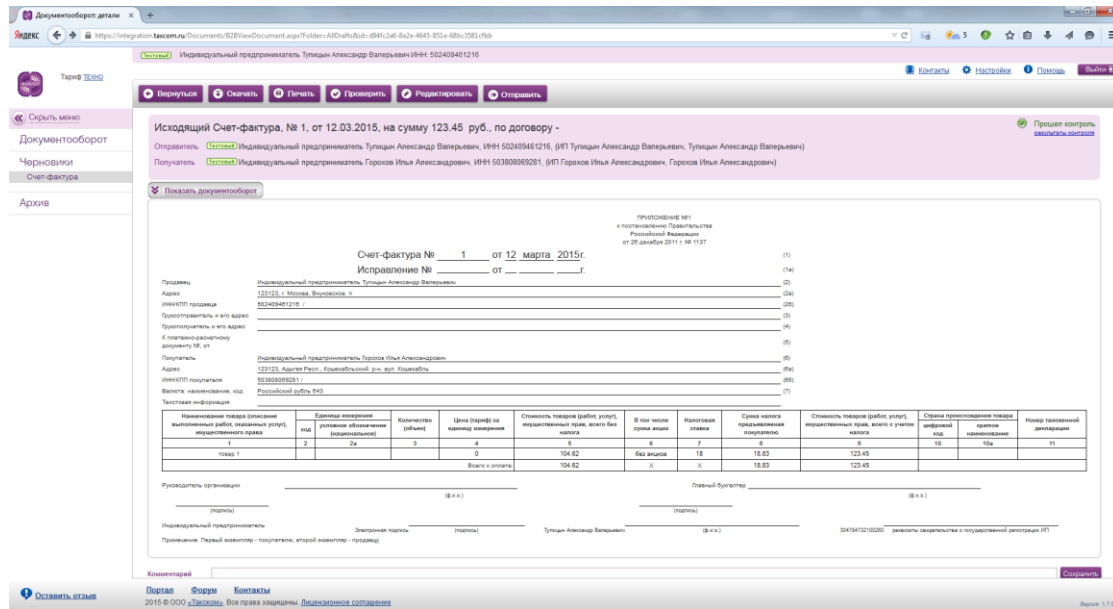 Документооборот: детали
Яндекс
https://integration.taxcom.ru/Documents/B2BViewDocument.aspx?Folder=AllDrafts&id=d94fc2e6-8e2e-4645-851e-68bc3581cfbb
5
Тестовый Индивидуальный предприниматель Тупицын Александр Валерьевич ИНН: 502409461216
Контакты Настройки Помощь Выйти
Тариф ТЕХНО
Вернуться Скачать Печать Проверить Редактировать Отправить
Скрыть меню
Документооборот
Черновики
Счет-фактура
Архив
Исходящий Счет-фактура, № 1, от 12.03.2015, на сумму 123.45 руб., по договору -
Прошел контроль
результаты контроля
Отправитель Тестовый Индивидуальный предприниматель Тупицын Александр Валерьевич, ИНН 502409461216, (ИП Тупицын Александр Валерьевич, Тупицын Александр Валерьевич)
Получатель Тестовый Индивидуальный предприниматель Горохов Илья Александрович, ИНН 503808069281, (ИП Горохов Илья Александрович, Горохов Илья Александрович)
Показать документооборот
ПРИЛОЖЕНИЕ №1
к постановлению Правительства
Российской Федерации
от 26 декабря 2011 г. № 1137
Счет-фактура № 1 от 12 марта 2015г. (1)
Исправление № от г. (1а)
Продавец Индивидуальный предприниматель Тупицын Александр Валерьевич (2)
Адрес 123123, г. Москва, Внуковское, п (2а)
ИНН/КПП продавца 502409461216 / (2б)
Грузоотправитель и его адрес (3)
Грузополучатель и его адрес (4)
К платежно-расчетному
документу №, от (5)
Покупатель Индивидуальный предприниматель Горохов Илья Александрович (6)
Адрес 123123, Адыгея Респ., Кошехабльский р-н, аул. Кошехабль (6а)
ИНН/КПП покупателя 503808069281 / (6б)
Валюта: наименование, код Российский рубль 643 (7)
Текстовая информация
Наименование товара (описание выполненных работ, оказанных услуг), имущественного права
Единица измерения
код
условное обозначение (национальное)
Количество (объем)
Цена (тариф) за единицу измерения
Стоимость товаров (работ, услуг), имущественных прав, всего без налога
В том числе сумма акциз
Налоговая ставка
Сумма налога предъявляемая покупателю
Стоимость товаров (работ, услуг), имущественных прав, всего с учетом налога
Страна происхождения товара
цифровой код
краткое наименование
Номер таможенной декларации
1 2 2а 3 4 5 6 7 8 9 10 10а 11
товар 1 0 104.62 без акциза 18 18.83 123.45
Всего к оплате 104.62 X X 18.83 123.45
Руководитель организации Главный бухгалтер
(ф.и.о.) (ф.и.о.)
(подпись) (подпись)
Индивидуальный предприниматель
Электронная подпись (подпись) Тупицын Александр Валерьевич (ф.и.о.) 304784732100260 реквизиты свидетельства о государственной регистрации ИП
Примечание. Первый экземпляр - покупателю, второй экземпляр - продавцу.
Комментарий Сохранить
Оставить отзыв
Портал Форум Контакты
2015 © ООО «Такском». Все права защищены. Лицензионное соглашение